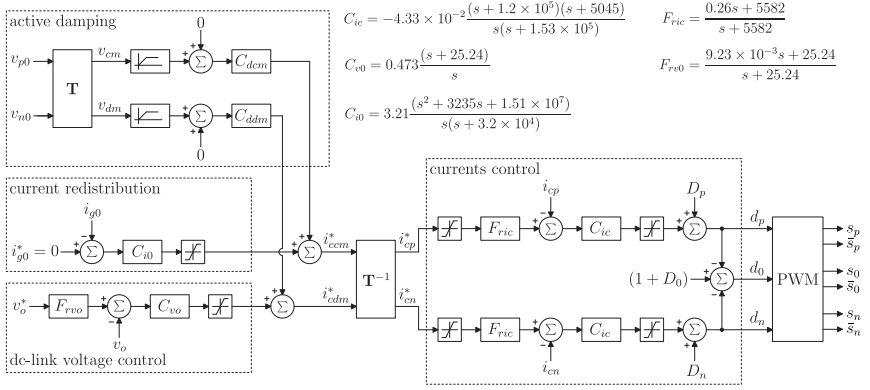 active damping
v_{p0}
v_{n0}
T
v_{cm}
v_{dm}
0
+
+
Σ
C_{dcm}
+
+
Σ
C_{ddm}
0
C_{ic} = −4.33 × 10^{−2} \frac{(s + 1.2 × 10^5)(s + 5045)}{s(s + 1.53 × 10^5)}
F_{ric} = \frac{0.26s + 5582}{s + 5582}
C_{v0} = 0.473 \frac{(s + 25.24)}{s}
F_{rv0} = \frac{9.23 × 10^{−3}s + 25.24}{s + 25.24}
C_{i0} = 3.21 \frac{(s^2 + 3235s + 1.51 × 10^7)}{s(s + 3.2 × 10^4)}
current redistribution
i_{g0}
i^*_{g0} = 0
+
−
Σ
C_{i0}
+
+
Σ
i^*_{ccm}
v^*_o
F_{rvo}
+
−
Σ
C_{vo}
+
+
Σ
i^*_{cdm}
v_o
dc-link voltage control
T^{−1}
i^*_{cp}
i^*_{cn}
currents control
i_{cp}
D_p
F_{ric}
−
+
Σ
C_{ic}
+
+
Σ
d_p
(1 + D_0)
+
−
−
Σ
d_0
F_{ric}
+
−
Σ
C_{ic}
+
+
Σ
d_n
i_{cn}
D_n
PWM
s_p
s̄_p
s_0
s̄_0
s_n
s̄_n